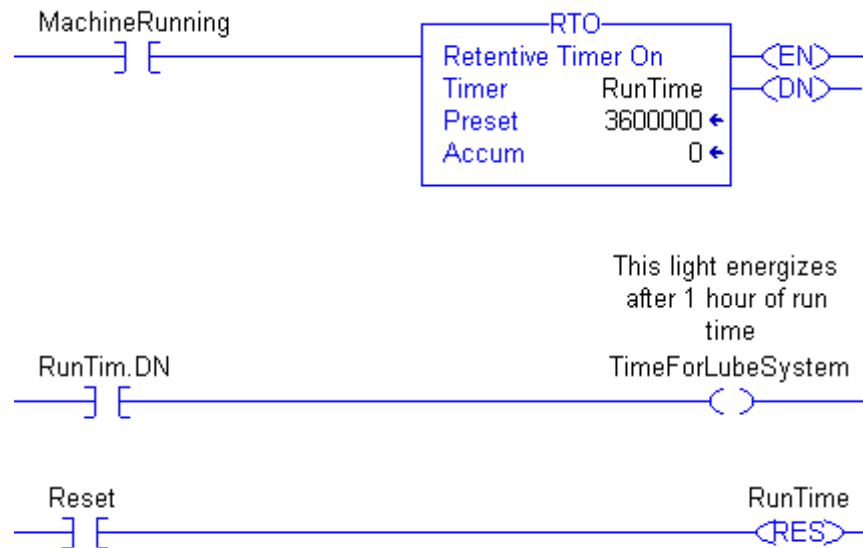 MachineRunning
RTO
Retentive Timer On
Timer RunTime
Preset 3600000
Accum 0
EN
DN
This light energizes
after 1 hour of run
time
RunTim.DN
TimeForLubeSystem
Reset
RunTime
RES